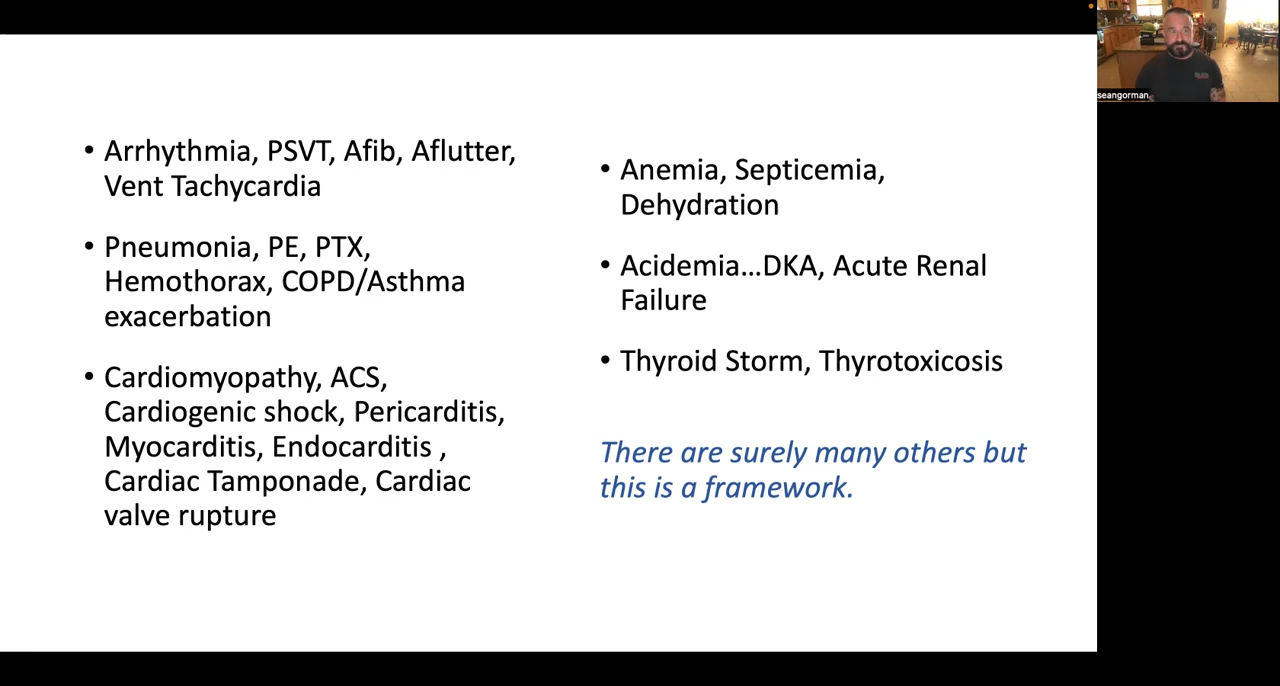 • Arrhythmia, PSVT, Afib, Aflutter,
Vent Tachycardia
• Pneumonia, PE, PTX,
Hemothorax, COPD/Asthma
exacerbation
• Cardiomyopathy, ACS,
Cardiogenic shock, Pericarditis,
Myocarditis, Endocarditis ,
Cardiac Tamponade, Cardiac
valve rupture
• Anemia, Septicemia,
Dehydration
• Acidemia...DKA, Acute Renal
Failure
• Thyroid Storm, Thyrotoxicosis
There are surely many others but
this is a framework.
seangorman